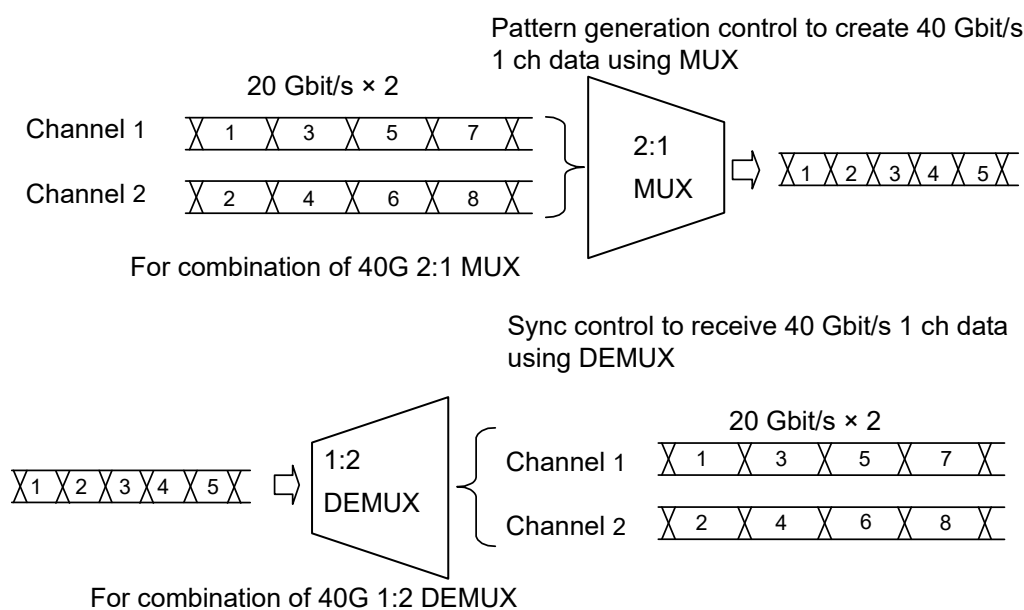 Pattern generation control to create 40 Gbit/s
1 ch data using MUX
20 Gbit/s × 2
Channel 1
1 3 5 7
2:1
MUX
1 2 3 4 5
Channel 2
2 4 6 8
For combination of 40G 2:1 MUX
Sync control to receive 40 Gbit/s 1 ch data
using DEMUX
20 Gbit/s × 2
1 2 3 4 5
1:2
DEMUX
Channel 1
1 3 5 7
Channel 2
2 4 6 8
For combination of 40G 1:2 DEMUX